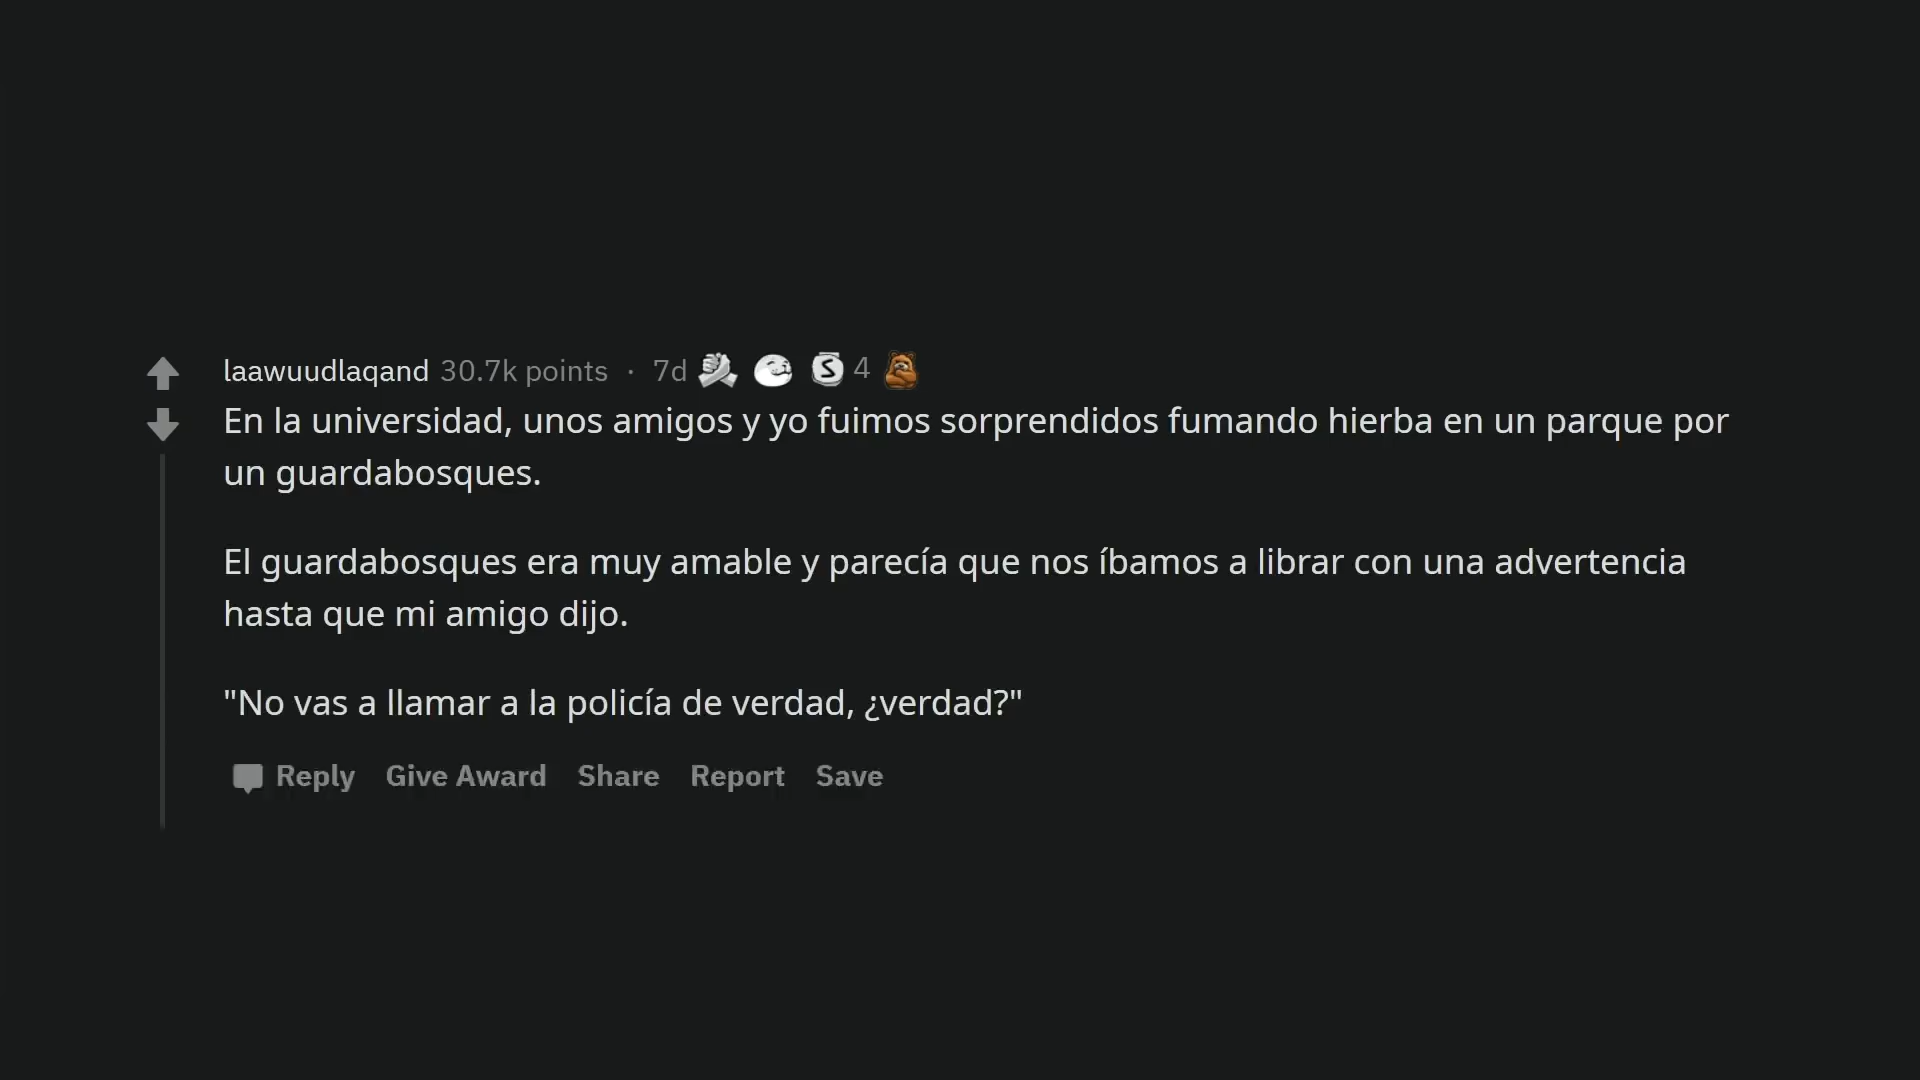 laawuudlaqand 30.7k points · 7d 4
En la universidad, unos amigos y yo fuimos sorprendidos fumando hierba en un parque por
un guardabosques.
El guardabosques era muy amable y parecía que nos íbamos a librar con una advertencia
hasta que mi amigo dijo.
"No vas a llamar a la policía de verdad, ¿verdad?"
Reply Give Award Share Report Save